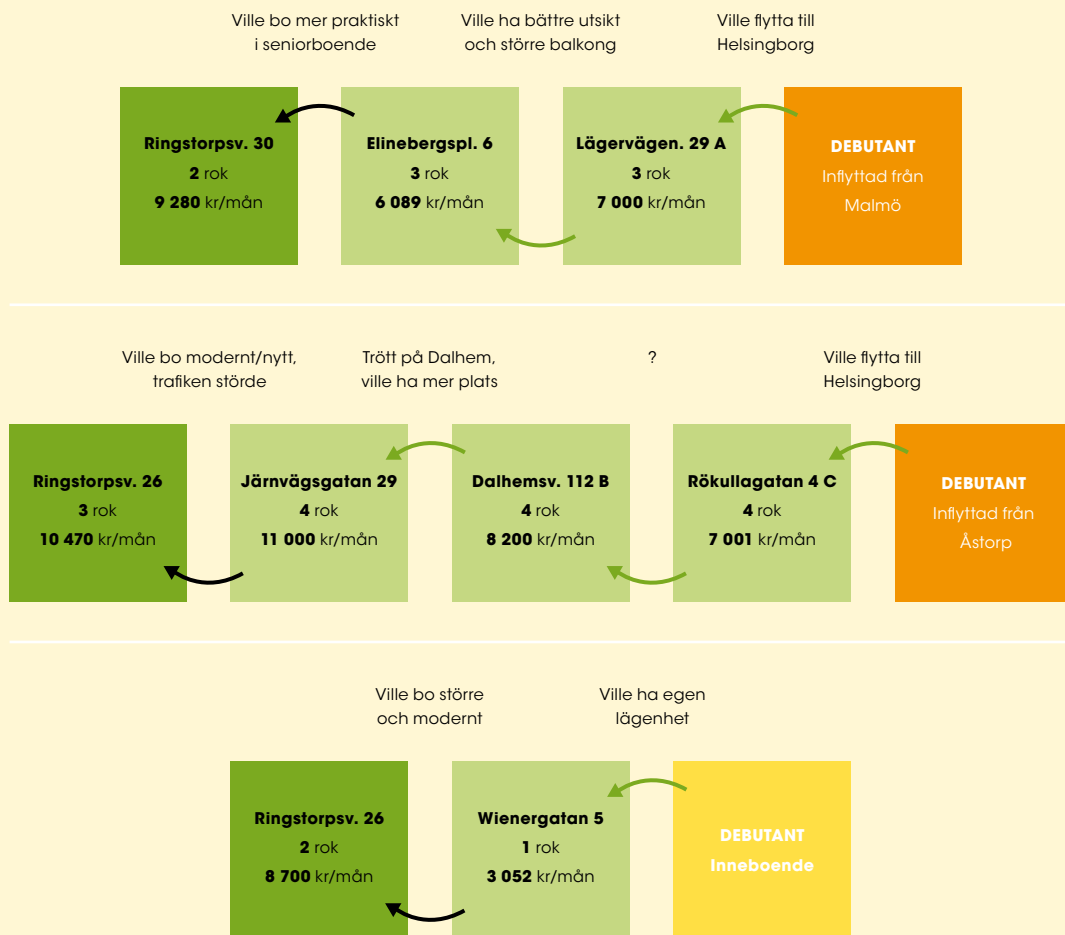 Ville bo mer praktiskt
i seniorboende
Ville ha bättre utsikt
och större balkong
Ville flytta till
Helsingborg
Ringstorpsv. 30
2 rok
9 280 kr/mån
Elinebergspl. 6
3 rok
6 089 kr/mån
Lägervägen. 29 A
3 rok
7 000 kr/mån
DEBUTANT
Inflyttad från
Malmö
Ville bo modernt/nytt,
trafiken störde
Trött på Dalhem,
ville ha mer plats
?
Ville flytta till
Helsingborg
Ringstorpsv. 26
3 rok
10 470 kr/mån
Järnvägsgatan 29
4 rok
11 000 kr/mån
Dalhemsv. 112 B
4 rok
8 200 kr/mån
Rökullagatan 4 C
4 rok
7 001 kr/mån
DEBUTANT
Inflyttad från
Åstorp
Ville bo större
och modernt
Ville ha egen
lägenhet
Ringstorpsv. 26
2 rok
8 700 kr/mån
Wienergatan 5
1 rok
3 052 kr/mån
DEBUTANT
Inneboende